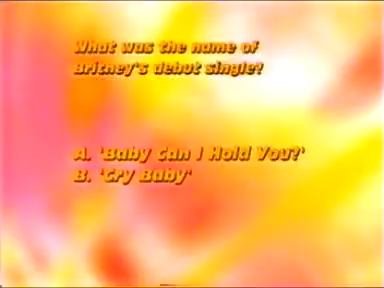 What was the name of
Britney's debut single?
A. 'Baby Can I Hold You?'
B. 'Cry Baby'